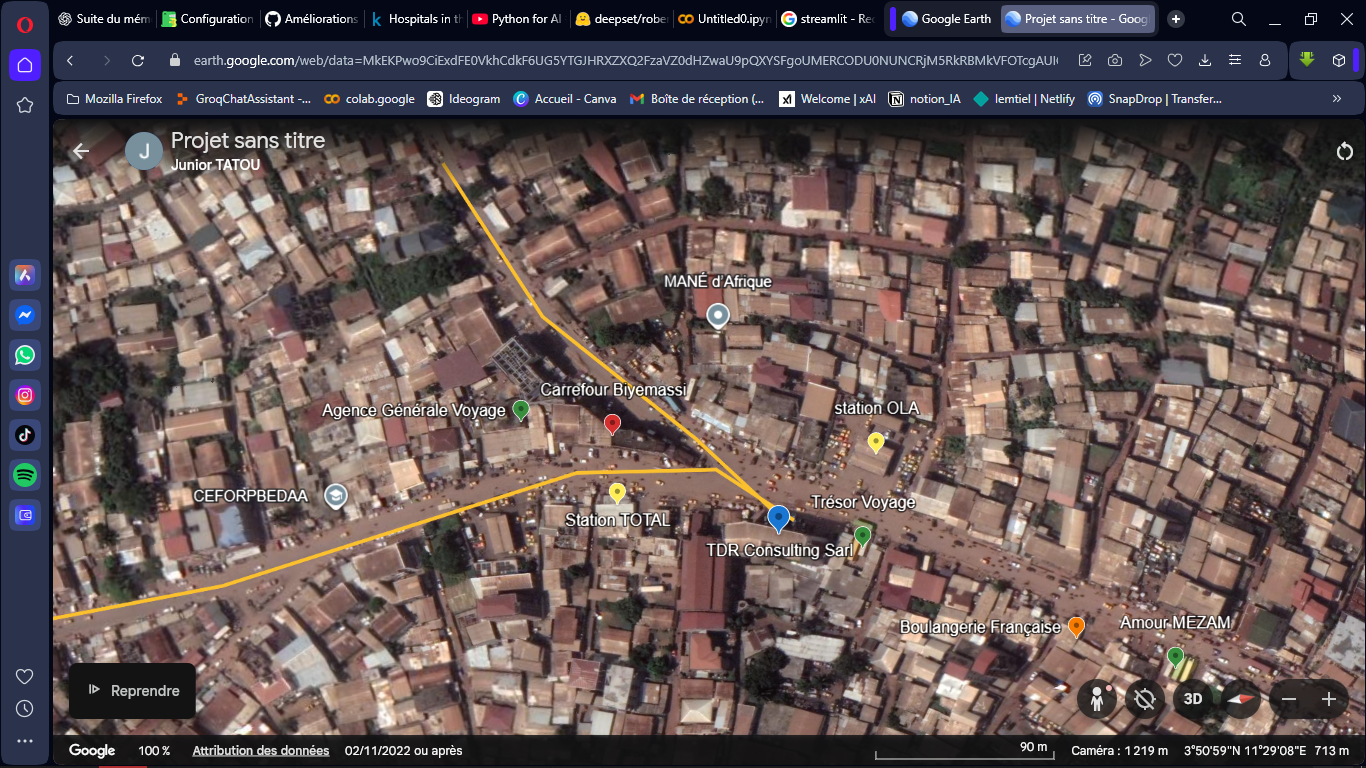 Suite du mém
Configuration
Améliorations
Hospitals in th
Python for AI
deepset/robe
Untitled0.ipyn
streamlit - Rec
Google Earth
Projet sans titre - Goog
earth.google.com/web/data=MkEKPwo9CiExdFE0VkhCdkF6UG5YTGJHRXZXQ2FzaVZ0dHZwaU9pQXYSFgoUMERCODU0NUNCRjM5RkRBMkVFOTcgAUI
Mozilla Firefox
GroqChatAssistant -...
colab.google
Ideogram
Accueil - Canva
Boîte de réception (...
Welcome | xAI
notion_IA
lemtiel | Netlify
SnapDrop | Transfer...
J
Projet sans titre
Junior TATOU
MANÉ d'Afrique
Carrefour Biyemassi
Agence Générale Voyage
station OLA
CEFORPBEDAA
Trésor Voyage
Station TOTAL
TDR Consulting Sarl
Boulangerie Française
Amour MEZAM
Reprendre
3D
Google
100 %
Attribution des données
02/11/2022 ou après
90 m
Caméra : 1 219 m
3°50'59"N 11°29'08"E
713 m